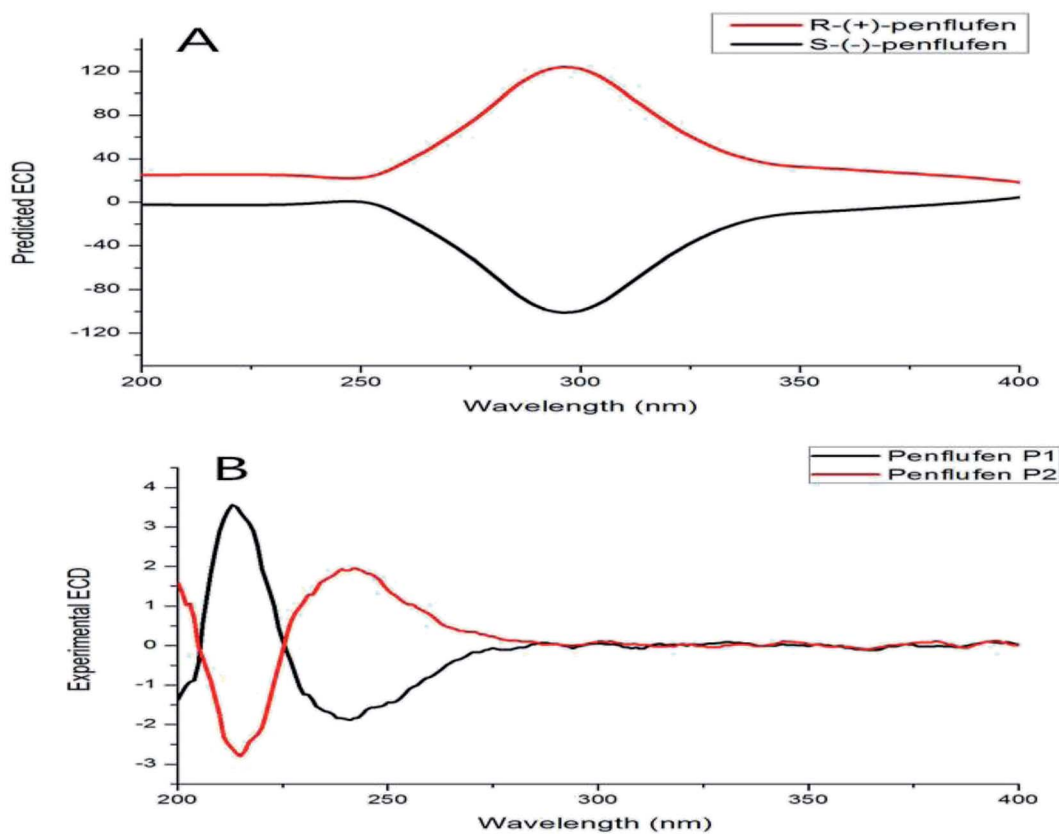 A
R-(+)-penflufen
S-(-)-penflufen
120
80
40
0
-40
-80
-120
Predicted ECD
200
250
300
350
400
Wavelength (nm)
B
Penflufen P1
Penflufen P2
4
3
2
1
0
-1
-2
-3
Experimental ECD
200
250
300
350
400
Wavelength (nm)